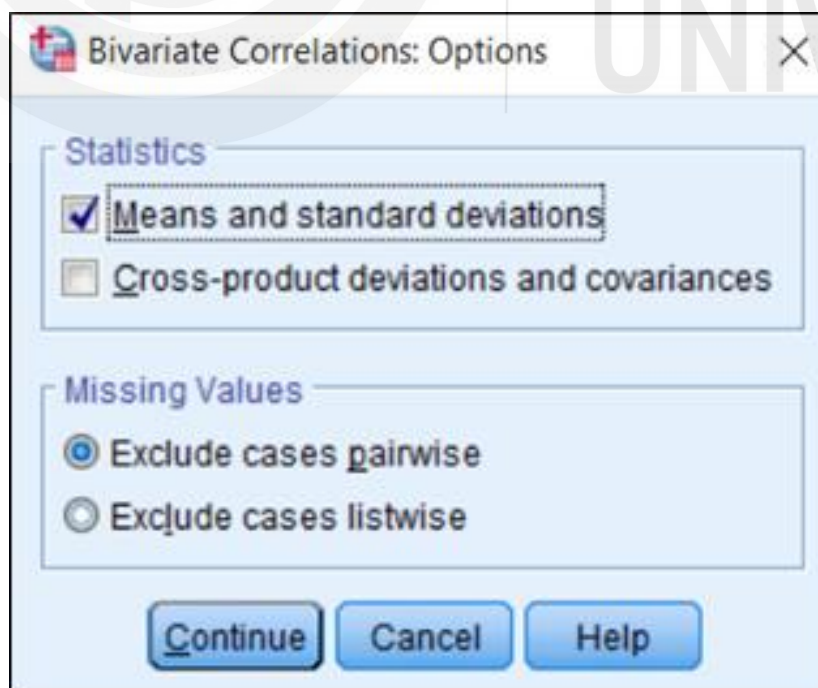 Bivariate Correlations: Options
Statistics
Means and standard deviations
Cross-product deviations and covariances
Missing Values
Exclude cases pairwise
Exclude cases listwise
Continue Cancel Help